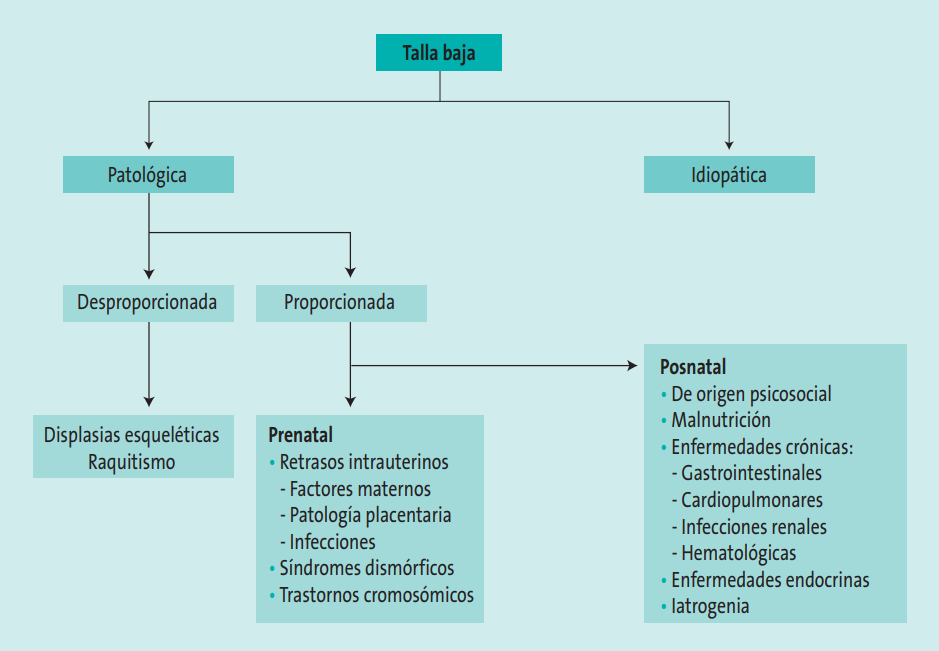 Talla baja
Patológica
Idiopática
Desproporcionada
Proporcionada
Displasias esqueléticas
Raquitismo
Prenatal
• Retrasos intrauterinos
- Factores maternos
- Patología placentaria
- Infecciones
• Síndromes dismórficos
• Trastornos cromosómicos
Posnatal
• De origen psicosocial
• Malnutrición
• Enfermedades crónicas:
- Gastrointestinales
- Cardiopulmonares
- Infecciones renales
- Hematológicas
• Enfermedades endocrinas
• Iatrogenia